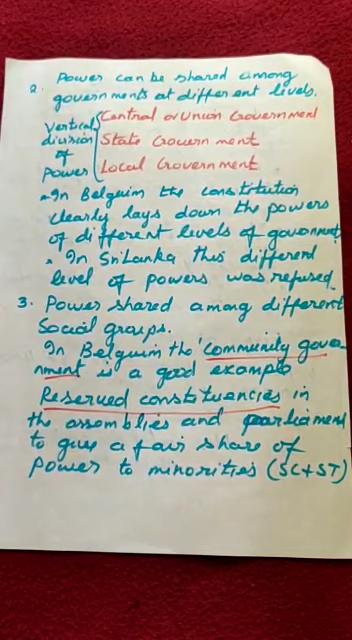 2. Power can be shared among
governments at different levels.
Vertical division of Power
Central or Union Government
State Government
Local Government
In Belguim the constitution
clearly lays down the powers
of different levels of government
In SriLanka this different
level of powers was refused.
3. Power shared among different
Social groups.
In Belguim the 'community gove-
nment is a good example
Reserved constituencies in
the assemblies and parliament
to give a fair share of
power to minorities (SC+ST)